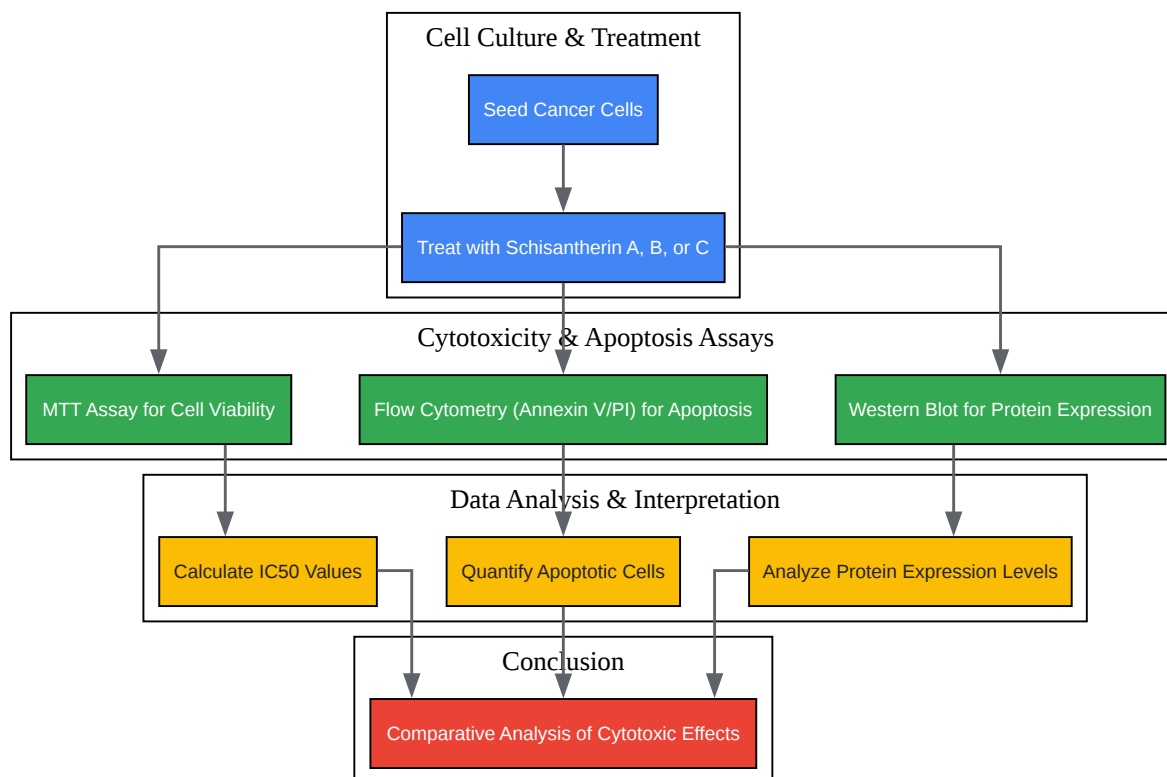 Cell Culture & Treatment
Seed Cancer Cells
Treat with Schisantherin A, B, or C
Cytotoxicity & Apoptosis Assays
MTT Assay for Cell Viability
Flow Cytometry (Annexin V/PI) for Apoptosis
Western Blot for Protein Expression
Data Analysis & Interpretation
Calculate IC50 Values
Quantify Apoptotic Cells
Analyze Protein Expression Levels
Conclusion
Comparative Analysis of Cytotoxic Effects